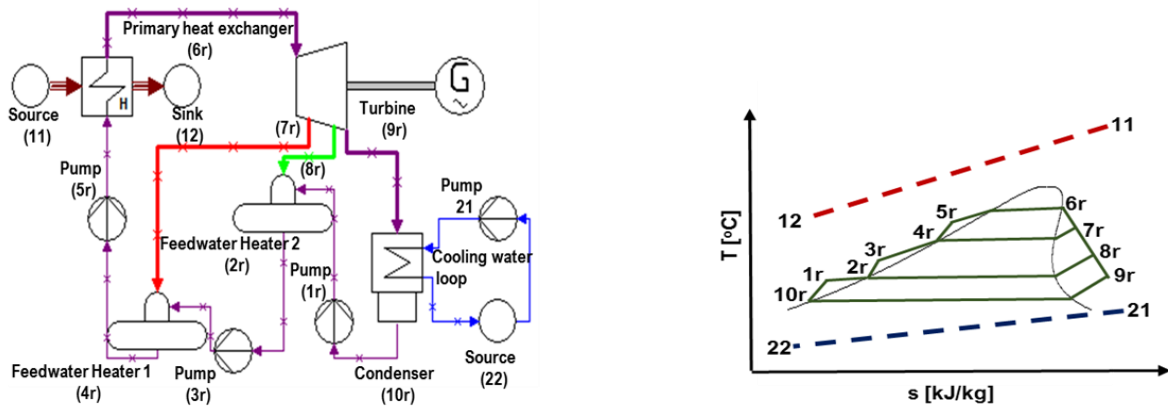 Primary heat exchanger
(6r)
H
Source
(11)
Sink
(12)
G
~
Turbine
(9r)
(7r)
(8r)
Pump
(5r)
Pump
21
Feedwater Heater 2
(2r)
Cooling water
loop
Pump
(1r)
Feedwater Heater 1
(4r)
Pump
(3r)
Condenser
(10r)
Source
(22)
T [ºC]
11
12
6r
5r
7r
4r
8r
3r
1r
2r
9r
10r
21
22
s [kJ/kg]